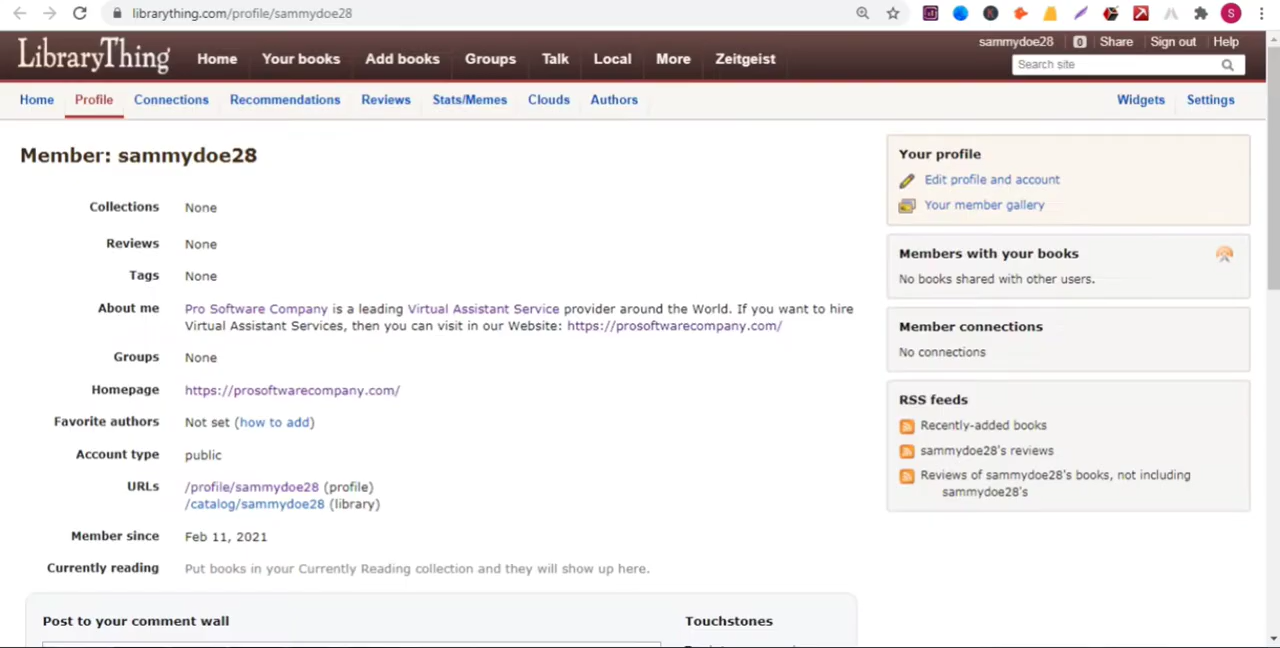 librarything.com/profile/sammydoe28
S
sammydoe28 0 Share Sign out Help
LibraryThing Home Your books Add books Groups Talk Local More Zeitgeist
Search site
Home Profile Connections Recommendations Reviews Stats/Memes Clouds Authors Widgets Settings
Member: sammydoe28
Collections None
Reviews None
Tags None
About me Pro Software Company is a leading Virtual Assistant Service provider around the World. If you want to hire
Virtual Assistant Services, then you can visit in our Website: https://prosoftwarecompany.com/
Groups None
Homepage https://prosoftwarecompany.com/
Favorite authors Not set (how to add)
Account type public
URLs /profile/sammydoe28 (profile)
/catalog/sammydoe28 (library)
Member since Feb 11, 2021
Currently reading Put books in your Currently Reading collection and they will show up here.
Post to your comment wall
Touchstones
Your profile
Edit profile and account
Your member gallery
Members with your books
No books shared with other users.
Member connections
No connections
RSS feeds
Recently-added books
sammydoe28's reviews
Reviews of sammydoe28's books, not including
sammydoe28's